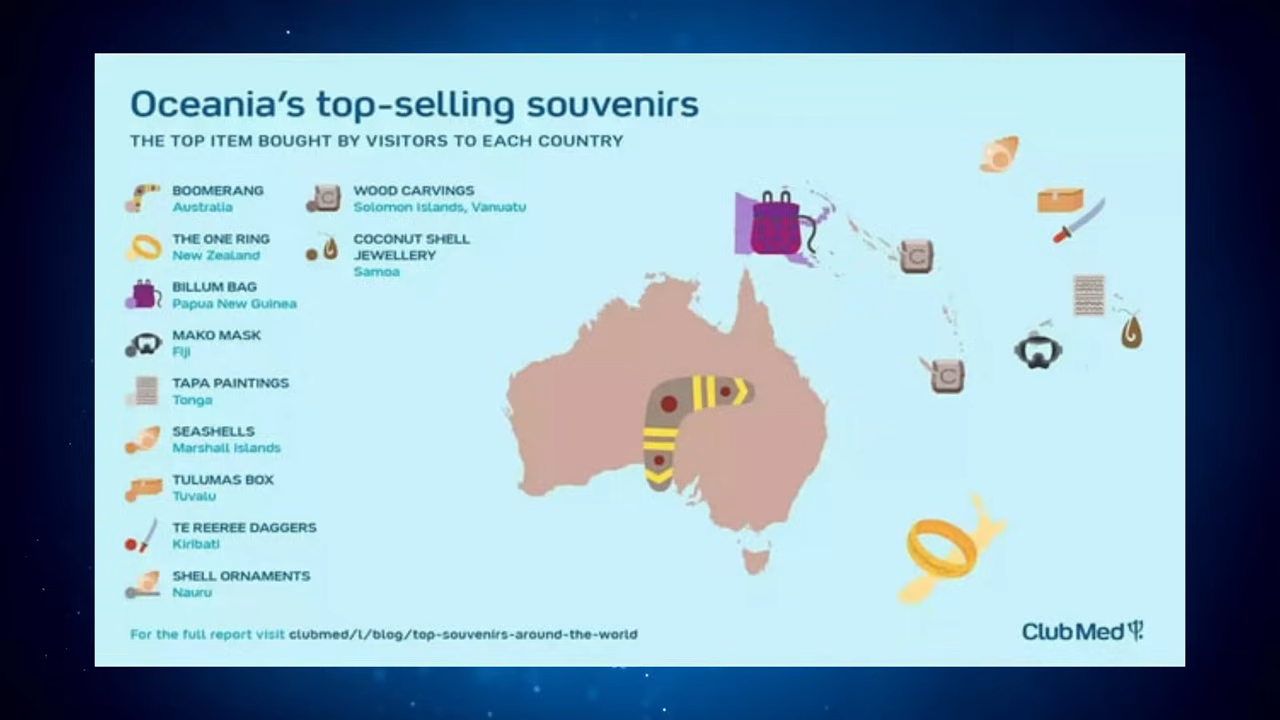 Oceania's top-selling souvenirs
THE TOP ITEM BOUGHT BY VISITORS TO EACH COUNTRY
BOOMERANG
Australia
THE ONE RING
New Zealand
BILLUM BAG
Papua New Guinea
MAKO MASK
Fiji
TAPA PAINTINGS
Tonga
SEASHELLS
Marshall Islands
TULUMAS BOX
Tuvalu
TE REEREE DAGGERS
Kiribati
SHELL ORNAMENTS
Nauru
WOOD CARVINGS
Solomon Islands, Vanuatu
COCONUT SHELL
JEWELLERY
Samoa
For the full report visit clubmed/l/blog/top-souvenirs-around-the-world
Club Med